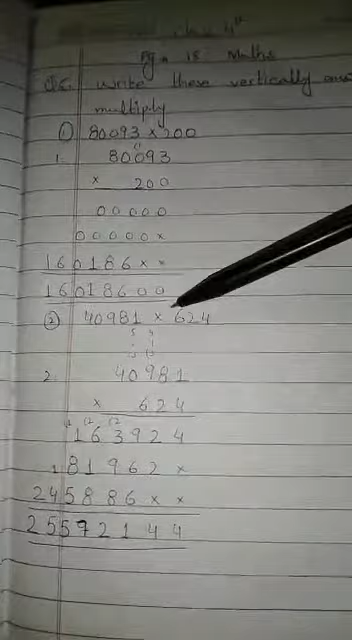 Pg = 15 Maths
Q5: Write these vertically and
multiply
① 80093 × 200
1. 80093
× 200
00000
00000×
160186××
16018600
② 40981 × 624
2. 40981
× 624
163924
81962×
245886××
25572144